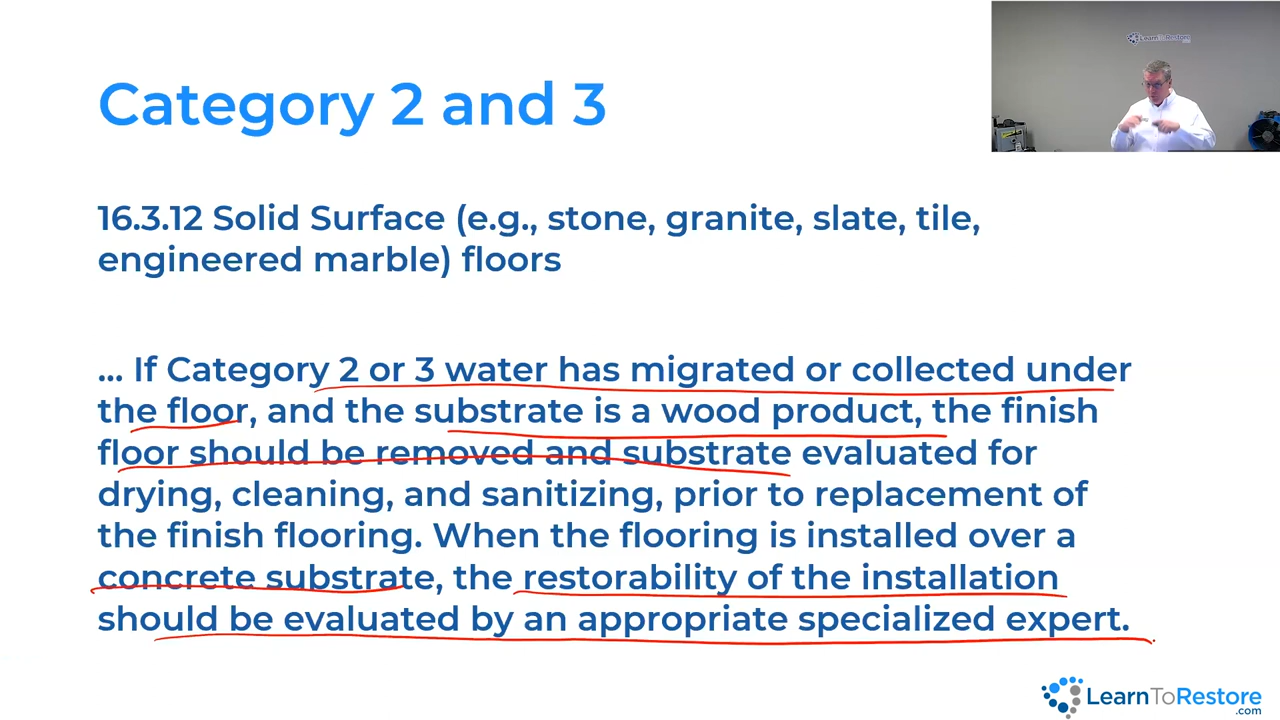 LearnToRestore
Category 2 and 3
16.3.12 Solid Surface (e.g., stone, granite, slate, tile,
engineered marble) floors
... If Category 2 or 3 water has migrated or collected under
the floor, and the substrate is a wood product, the finish
floor should be removed and substrate evaluated for
drying, cleaning, and sanitizing, prior to replacement of
the finish flooring. When the flooring is installed over a
concrete substrate, the restorability of the installation
should be evaluated by an appropriate specialized expert.
LearnToRestore
.com